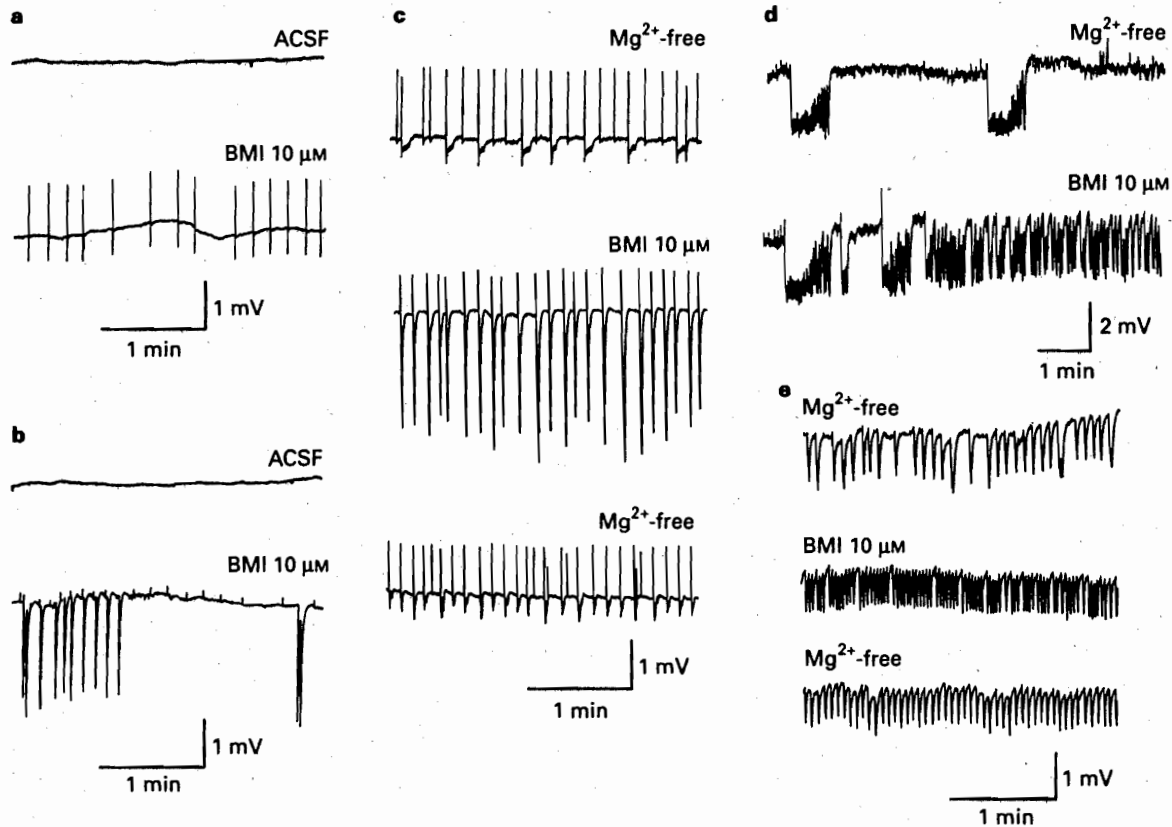 a
ACSF
BMI 10 μM
1 mV
1 min
b
ACSF
BMI 10 μM
1 mV
1 min
c
Mg²⁺-free
BMI 10 μM
Mg²⁺-free
1 mV
1 min
d
Mg²⁺-free
BMI 10 μM
2 mV
1 min
e
Mg²⁺-free
BMI 10 μM
Mg²⁺-free
1 mV
1 min